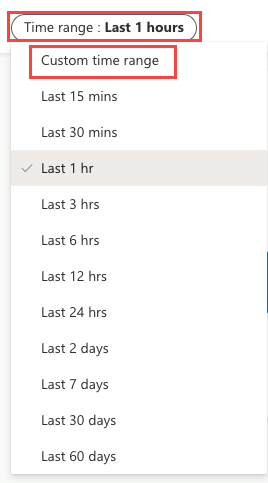 Time range : Last 1 hours
Custom time range
Last 15 mins
Last 30 mins
Last 1 hr
Last 3 hrs
Last 6 hrs
Last 12 hrs
Last 24 hrs
Last 2 days
Last 7 days
Last 30 days
Last 60 days